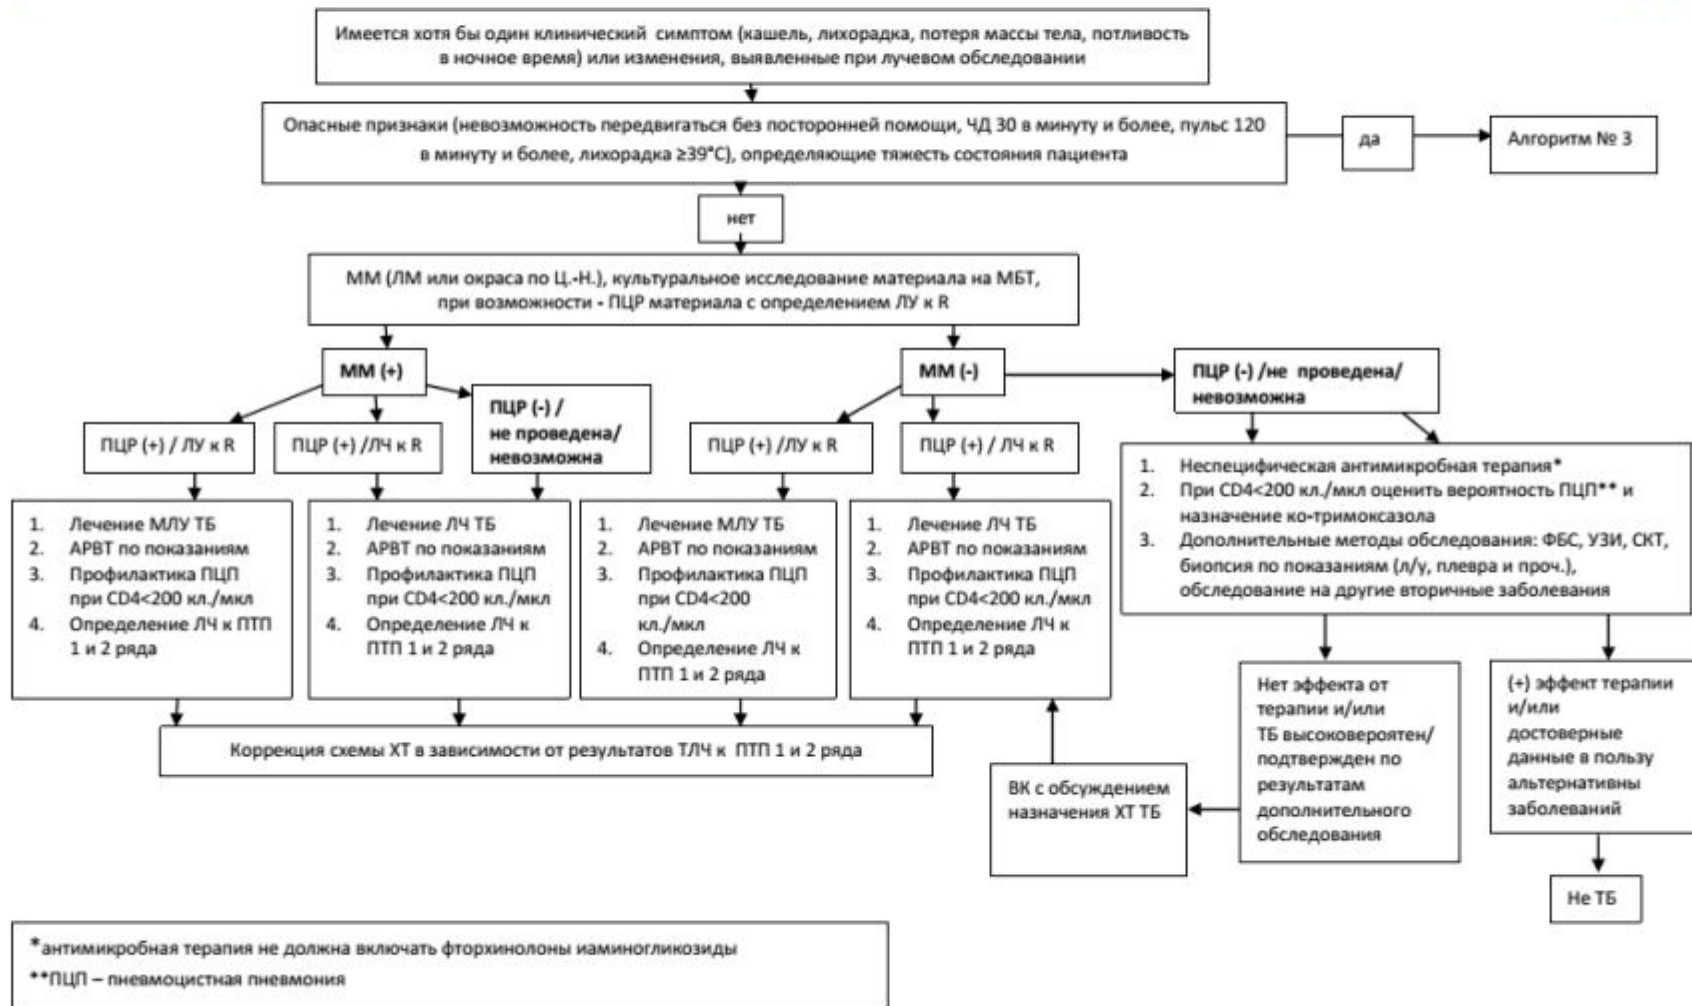 Имеется хотя бы один клинический симптом (кашель, лихорадка, потеря массы тела, потливость
в ночное время) или изменения, выявленные при лучевом обследовании
Опасные признаки (невозможность передвигаться без посторонней помощи, ЧД 30 в минуту и более, пульс 120
в минуту и более, лихорадка ≥39°С), определяющие тяжесть состояния пациента
да
Алгоритм № 3
нет
ММ (ЛМ или окраса по Ц.-Н.), культуральное исследование материала на МБТ,
при возможности - ПЦР материала с определением ЛУ к R
ММ (+)
ММ (-)
ПЦР (-) /не проведена/
невозможна
ПЦР (+) / ЛУ к R
ПЦР (+) /ЛЧ к R
ПЦР (-) /
не проведена/
невозможна
ПЦР (+) /ЛУ к R
ПЦР (+) / ЛЧ к R
1. Лечение МЛУ ТБ
2. АРВТ по показаниям
3. Профилактика ПЦП
при CD4<200 кл./мкл
4. Определение ЛЧ к ПТП
1 и 2 ряда
1. Лечение ЛЧ ТБ
2. АРВТ по показаниям
3. Профилактика ПЦП
при CD4<200 кл./мкл
4. Определение ЛЧ к
ПТП 1 и 2 ряда
1. Лечение МЛУ ТБ
2. АРВТ по показаниям
3. Профилактика ПЦП
при CD4<200
кл./мкл
4. Определение ЛЧ к
ПТП 1 и 2 ряда
1. Лечение ЛЧ ТБ
2. АРВТ по показаниям
3. Профилактика ПЦП
при CD4<200 кл./мкл
4. Определение ЛЧ к
ПТП 1 и 2 ряда
1. Неспецифическая антимикробная терапия*
2. При CD4<200 кл./мкл оценить вероятность ПЦП** и
назначение ко-тримоксазола
3. Дополнительные методы обследования: ФБС, УЗИ, СКТ,
биопсия по показаниям (л/у, плевра и проч.),
обследование на другие вторичные заболевания
Коррекция схемы ХТ в зависимости от результатов ТЛЧ к ПТП 1 и 2 ряда
ВК с обсуждением
назначения ХТ ТБ
Нет эффекта от
терапии и/или
ТБ высоковероятен/
подтвержден по
результатам
дополнительного
обследования
(+) эффект терапии
и/или
достоверные
данные в пользу
альтернативны
заболеваний
Не ТБ
*антимикробная терапия не должна включать фторхинолоны иаминогликозиды
**ПЦП – пневмоцистная пневмония